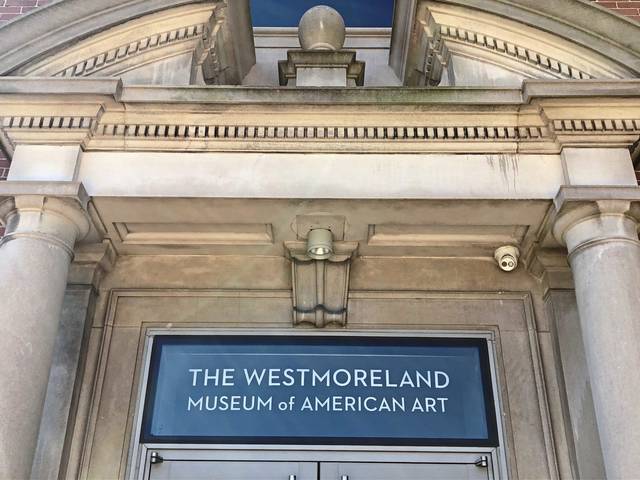 THE WESTMORELAND
MUSEUM of AMERICAN ART